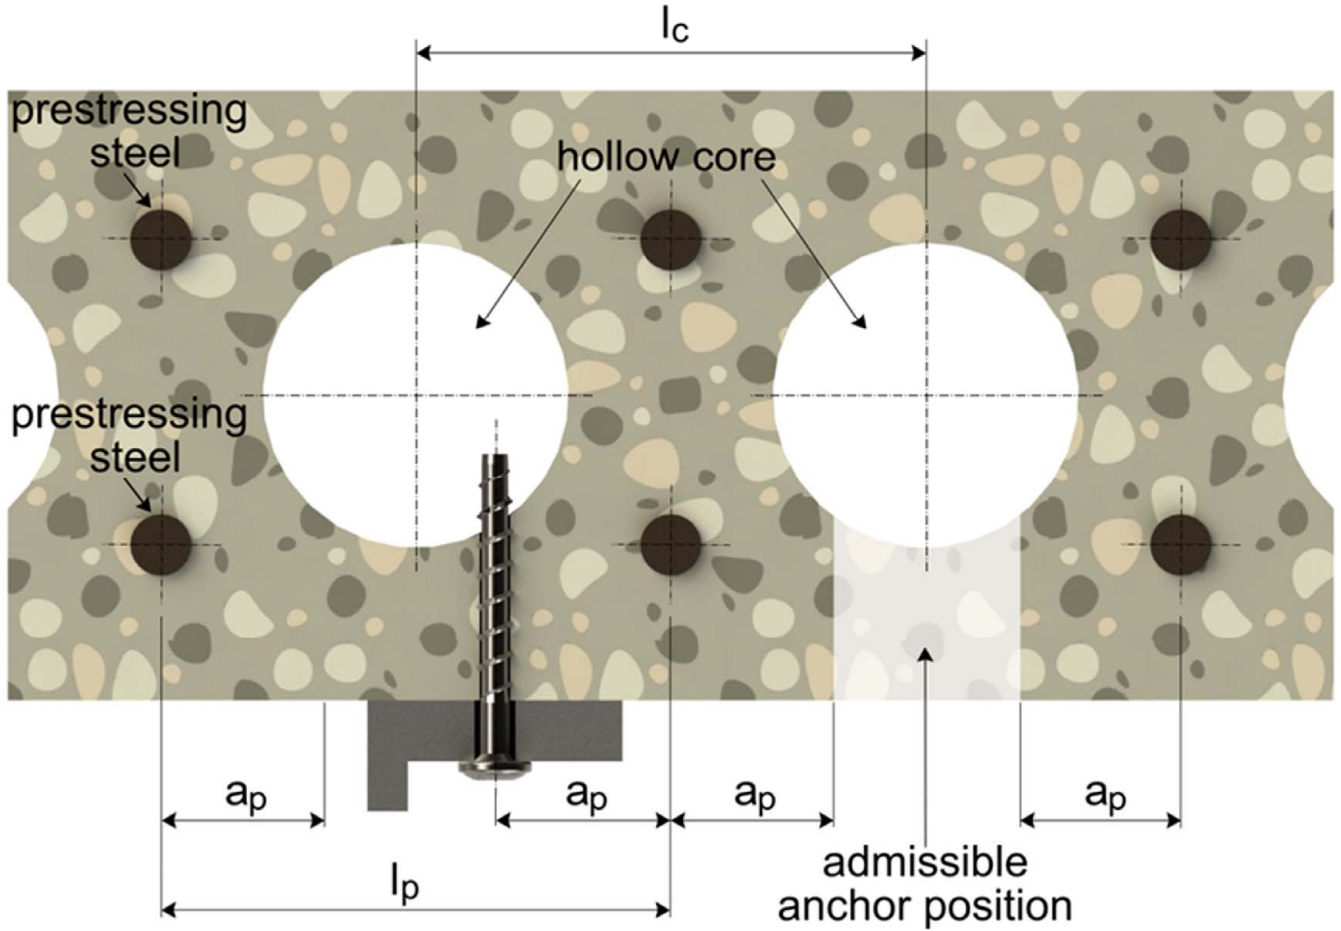 lc
prestressing
steel
hollow core
prestressing
steel
ap
ap
ap
ap
lp
admissible
anchor position